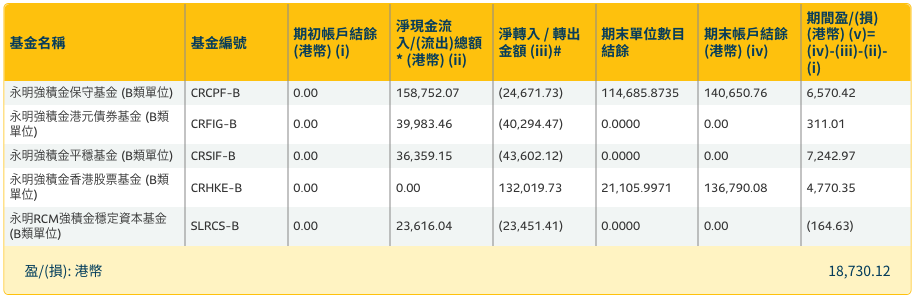 基金名稱 基金編號 期初帳戶結餘 (港幣) (i) 淨現金流入/(流出)總額* (港幣) (ii) 淨轉入 / 轉出金額 (iii)# 期末單位數目結餘 期末帳戶結餘 (港幣) (iv) 期間盈/(損) (港幣) (v)=(iv)-(iii)-(ii)-(i)
永明強積金保守基金 (B類單位) CRCPF-B 0.00 158,752.07 (24,671.73) 114,685.8735 140,650.76 6,570.42
永明強積金港元債券基金 (B類單位) CRFIG-B 0.00 39,983.46 (40,294.47) 0.0000 0.00 311.01
永明強積金平穩基金 (B類單位) CRSIF-B 0.00 36,359.15 (43,602.12) 0.0000 0.00 7,242.97
永明強積金香港股票基金 (B類單位) CRHKE-B 0.00 0.00 132,019.73 21,105.9971 136,790.08 4,770.35
永明RCM強積金穩定資本基金 (B類單位) SLRCS-B 0.00 23,616.04 (23,451.41) 0.0000 0.00 (164.63)
盈/(損): 港幣 18,730.12